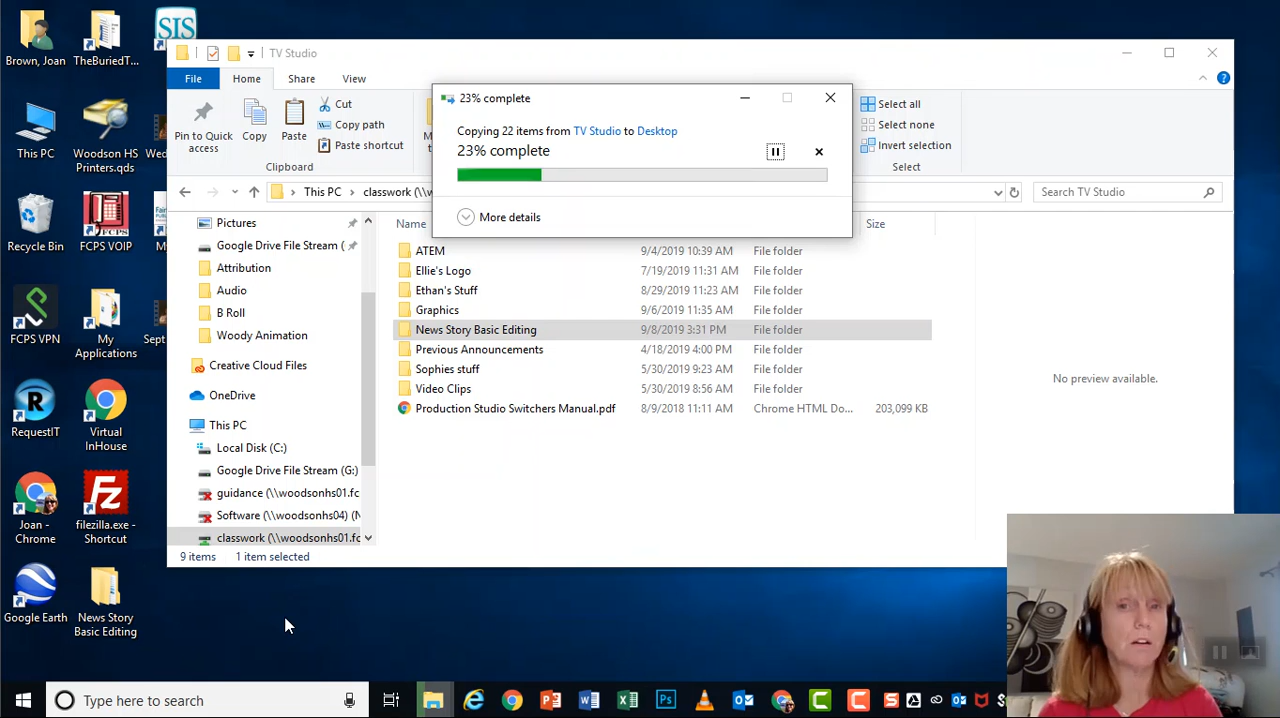 SIS
Brown, Joan
TheBuriedT...
This PC
Woodson HS
Printers.qds
Wed
Recycle Bin
FCPS VOIP
My
FCPS VPN
My
Applications
Sept
RequestIT
Virtual
InHouse
Joan -
Chrome
filezilla.exe -
Shortcut
Google Earth
News Story
Basic Editing
TV Studio
File Home Share View
Pin to Quick
access
Copy
Paste
Cut
Copy path
Paste shortcut
Clipboard
Select all
Select none
Invert selection
Select
23% complete
Copying 22 items from TV Studio to Desktop
23% complete
More details
This PC classwork (\\w
Search TV Studio
Name Size
Pictures
Google Drive File Stream (
Attribution
Audio
B Roll
Woody Animation
Creative Cloud Files
OneDrive
This PC
Local Disk (C:)
Google Drive File Stream (G:)
guidance (\\woodsonhs01.fc
Software (\\woodsonhs04) (N
classwork (\\woodsonhs01.fc
ATEM 9/4/2019 10:39 AM File folder
Ellie's Logo 7/19/2019 11:31 AM File folder
Ethan's Stuff 8/29/2019 11:23 AM File folder
Graphics 9/6/2019 11:35 AM File folder
News Story Basic Editing 9/8/2019 3:31 PM File folder
Previous Announcements 4/18/2019 4:00 PM File folder
Sophies stuff 5/30/2019 9:23 AM File folder
Video Clips 5/30/2019 8:56 AM File folder
Production Studio Switchers Manual.pdf 8/9/2018 11:11 AM Chrome HTML Do... 203,099 KB
No preview available.
9 items 1 item selected
Type here to search